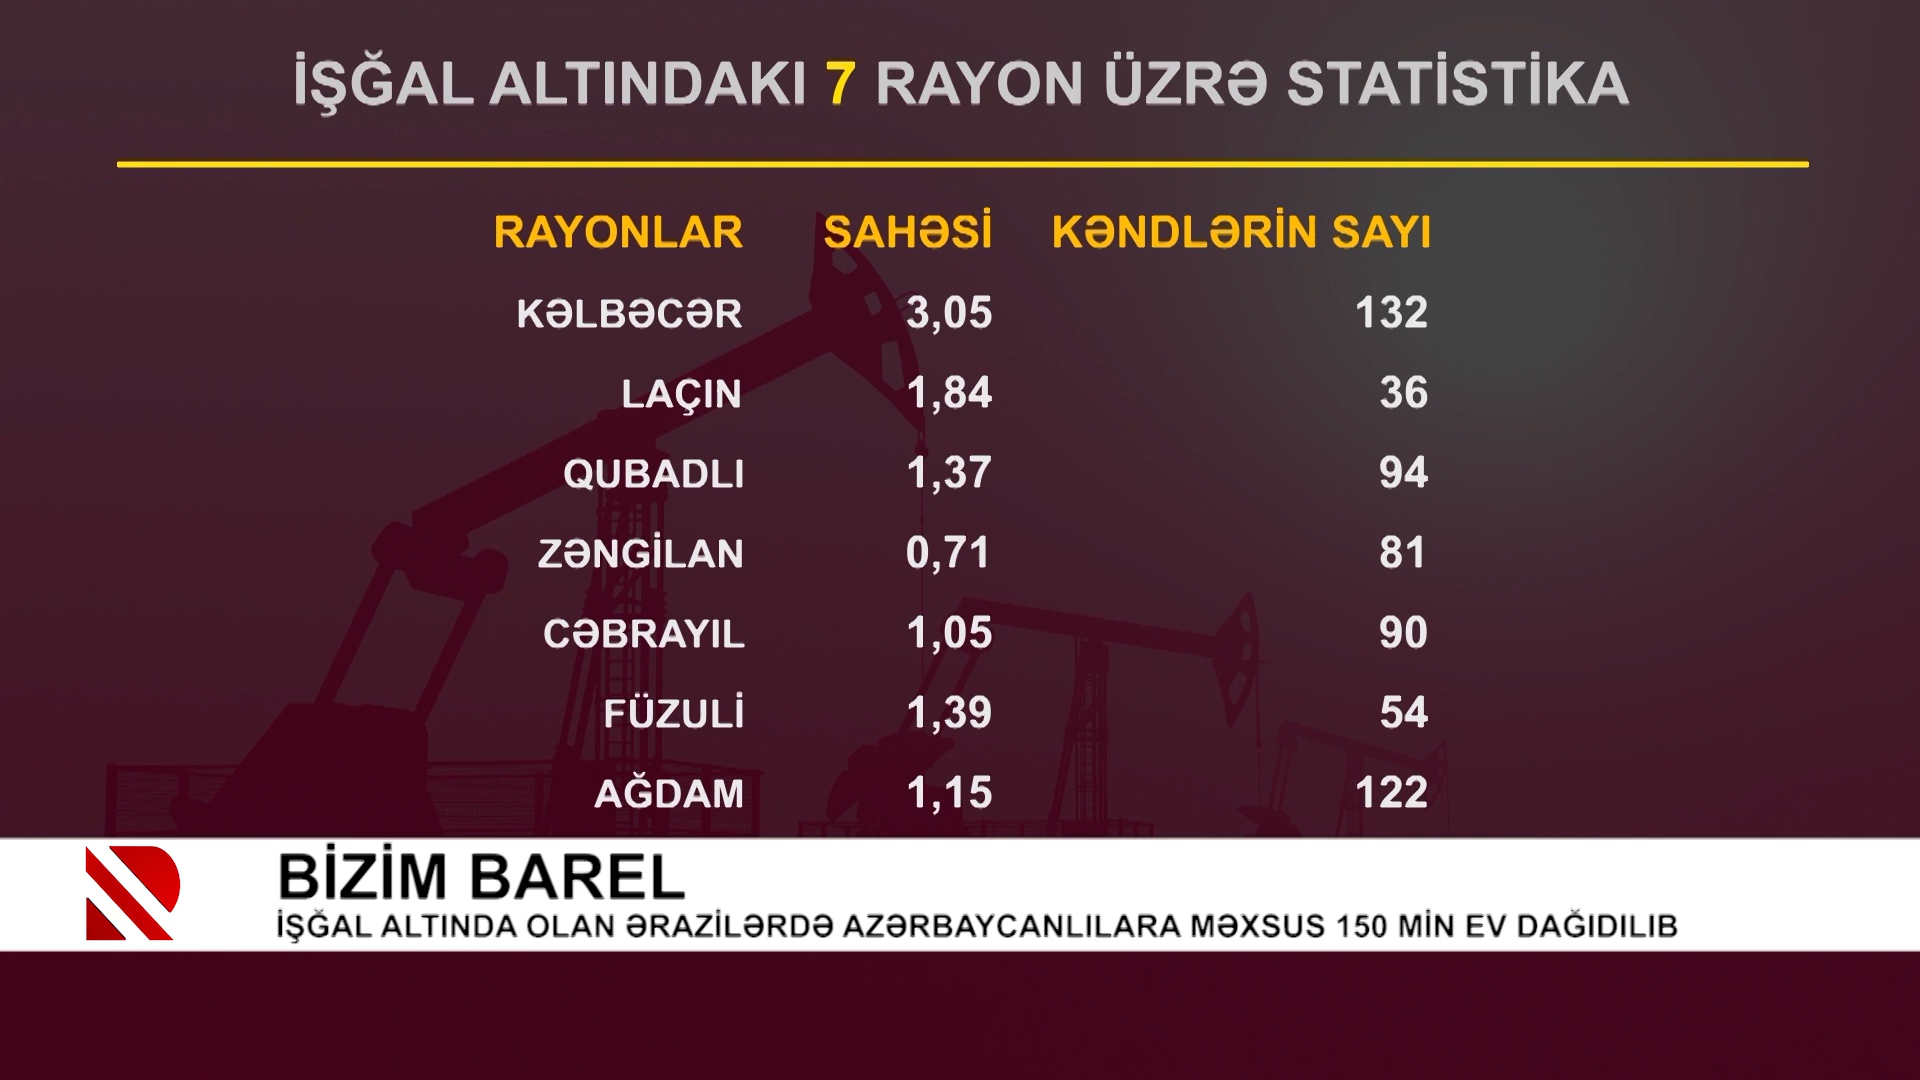 İŞĞAL ALTINDAKI 7 RAYON ÜZRƏ STATİSTİKA
RAYONLAR SAHƏSİ KƏNDLƏRİN SAYI
KƏLBƏCƏR 3,05 132
LAÇIN 1,84 36
QUBADLI 1,37 94
ZƏNGİLAN 0,71 81
CƏBRAYIL 1,05 90
FÜZULİ 1,39 54
AĞDAM 1,15 122
BİZİM BAREL
İŞĞAL ALTINDA OLAN ƏRAZİLƏRDƏ AZƏRBAYCANLILARA MƏXSUS 150 MİN EV DAĞIDILIB